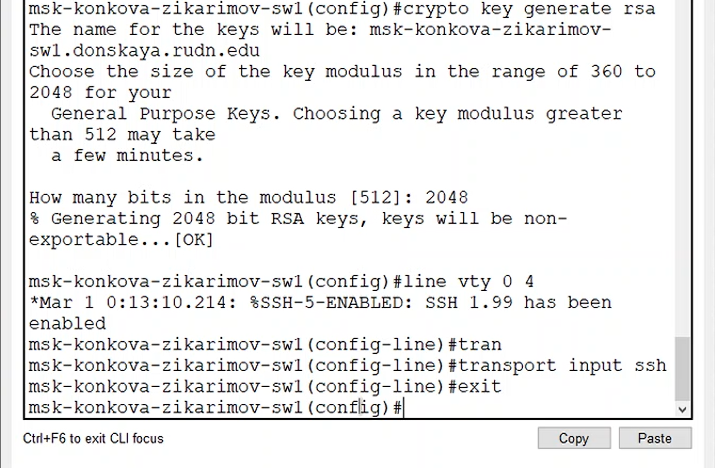 msk-konkova-zikarimov-sw1(config)#crypto key generate rsa
The name for the keys will be: msk-konkova-zikarimov-
sw1.donskaya.rudn.edu
Choose the size of the key modulus in the range of 360 to
2048 for your
  General Purpose Keys. Choosing a key modulus greater
than 512 may take
  a few minutes.

How many bits in the modulus [512]: 2048
% Generating 2048 bit RSA keys, keys will be non-
exportable...[OK]

msk-konkova-zikarimov-sw1(config)#line vty 0 4
*Mar 1 0:13:10.214: %SSH-5-ENABLED: SSH 1.99 has been
enabled
msk-konkova-zikarimov-sw1(config-line)#tran
msk-konkova-zikarimov-sw1(config-line)#transport input ssh
msk-konkova-zikarimov-sw1(config-line)#exit
msk-konkova-zikarimov-sw1(config)#
Ctrl+F6 to exit CLI focus
Copy
Paste